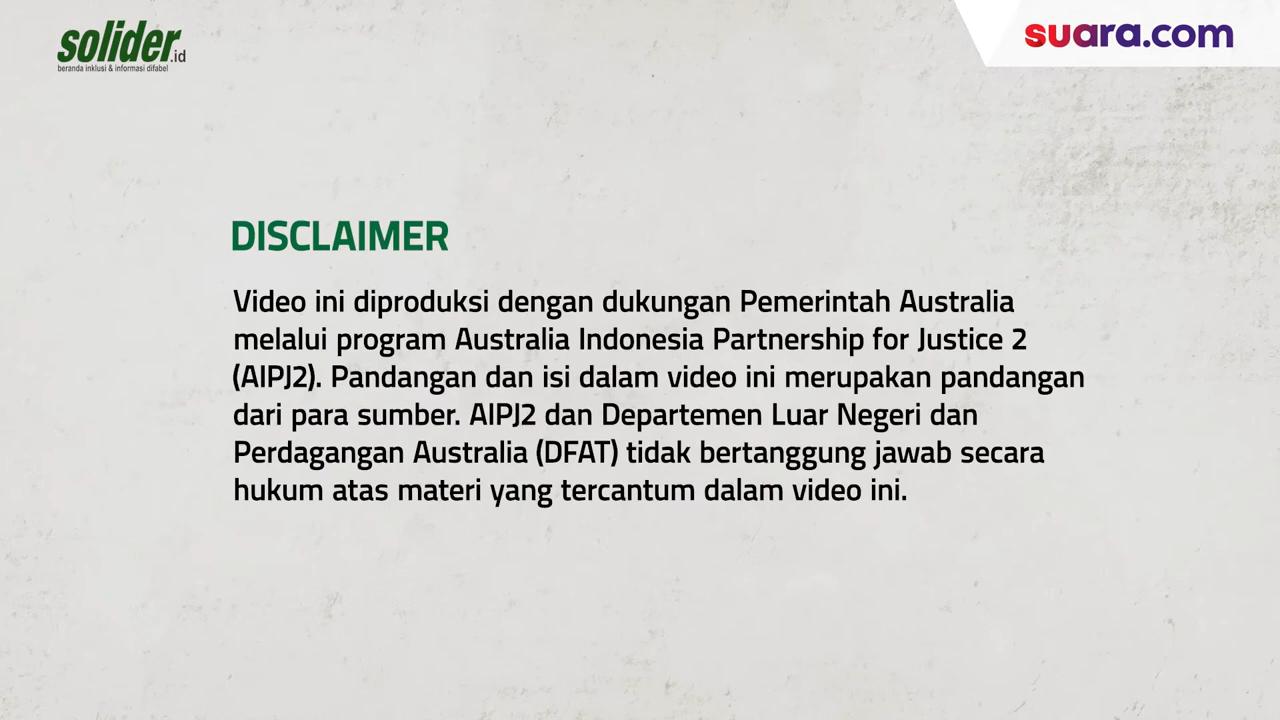 solider.id
beranda inklusi & informasi difabel
suara.com
DISCLAIMER
Video ini diproduksi dengan dukungan Pemerintah Australia
melalui program Australia Indonesia Partnership for Justice 2
(AIPJ2). Pandangan dan isi dalam video ini merupakan pandangan
dari para sumber. AIPJ2 dan Departemen Luar Negeri dan
Perdagangan Australia (DFAT) tidak bertanggung jawab secara
hukum atas materi yang tercantum dalam video ini.